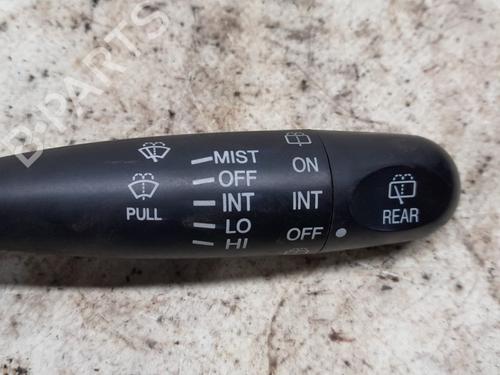 B-PARTS
MIST
OFF
INT
LO
HI
PULL
ON
INT
OFF
REAR